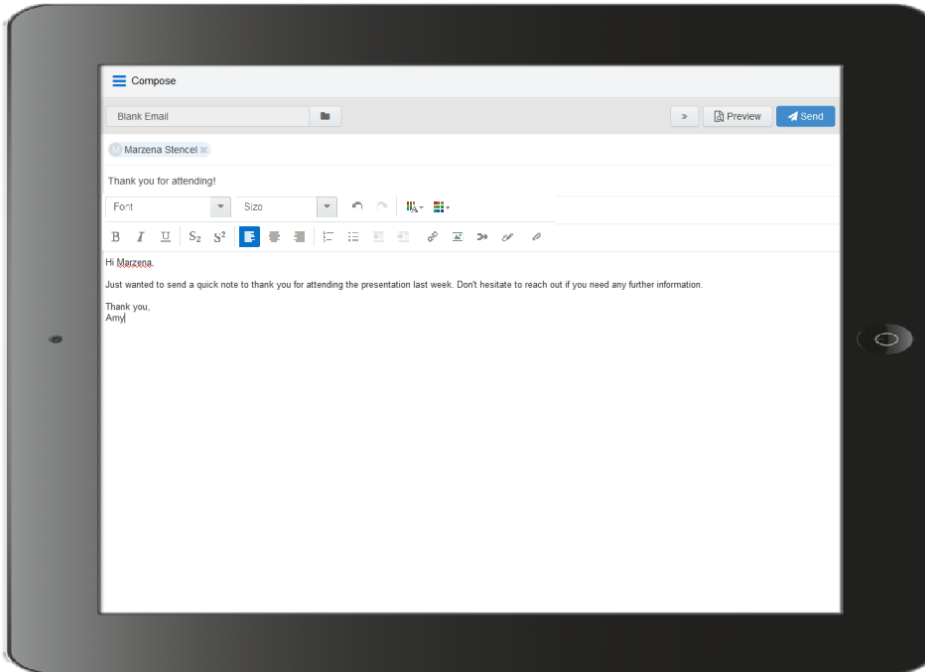 Compose
Blank Email
» Preview Send
M Marzena Stencel ×
Thank you for attending!
Font Size
B I U S₂ S²
Hi Marzena,
Just wanted to send a quick note to thank you for attending the presentation last week. Don't hesitate to reach out if you need any further information.
Thank you,
Amy